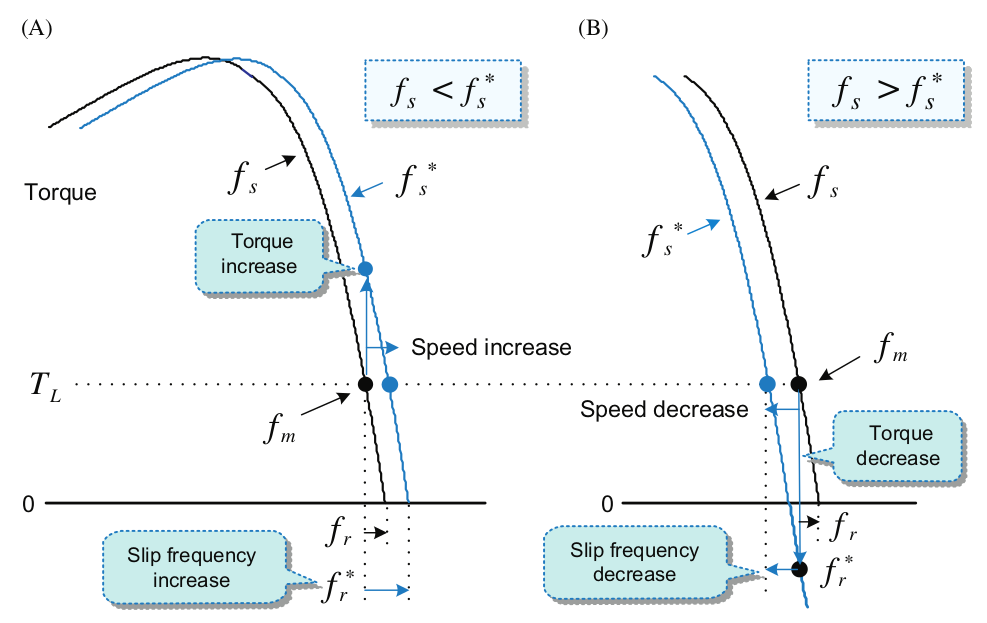 (A)
f_s < f_s^*
f_s
f_s^*
Torque
Torque
increase
Speed increase
T_L
f_m
0
f_r
Slip frequency
increase
f_r^*
(B)
f_s > f_s^*
f_s
f_s^*
f_m
Speed decrease
Torque
decrease
0
f_r
Slip frequency
decrease
f_r^*